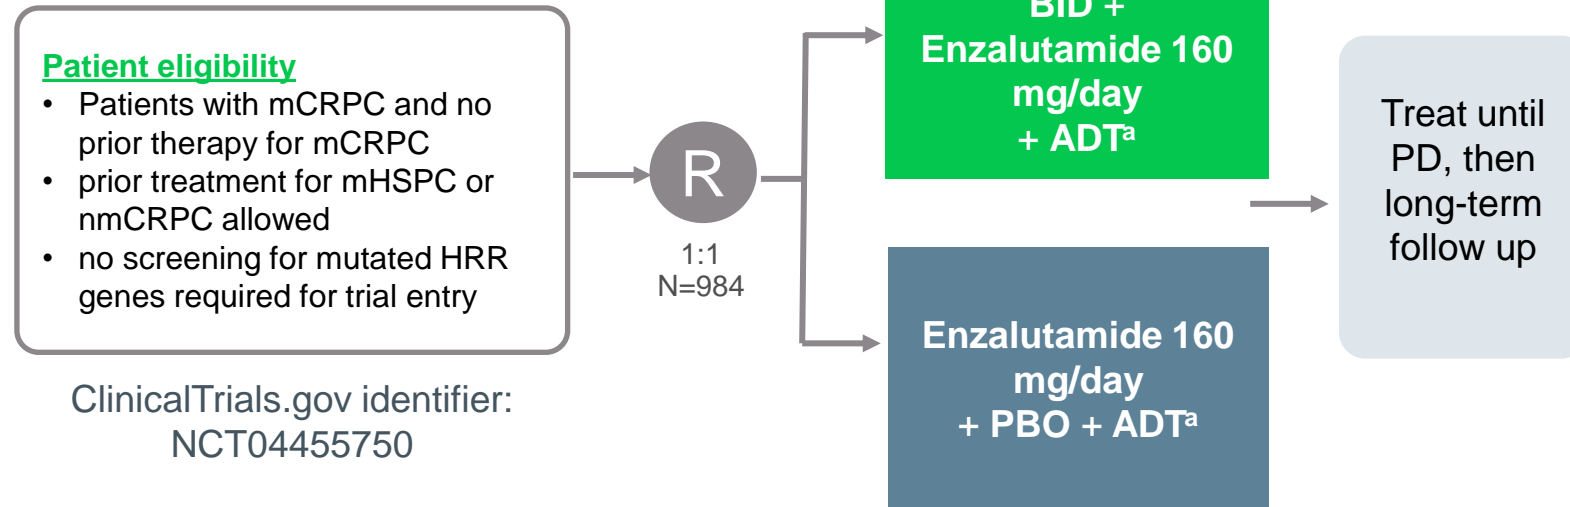 Patient eligibility
• Patients with mCRPC and no
prior therapy for mCRPC
• prior treatment for mHSPC or
nmCRPC allowed
• no screening for mutated HRR
genes required for trial entry
ClinicalTrials.gov identifier:
NCT04455750
R
1:1
N=984
BID +
Enzalutamide 160
mg/day
+ ADTᵃ
Enzalutamide 160
mg/day
+ PBO + ADTᵃ
Treat until
PD, then
long-term
follow up